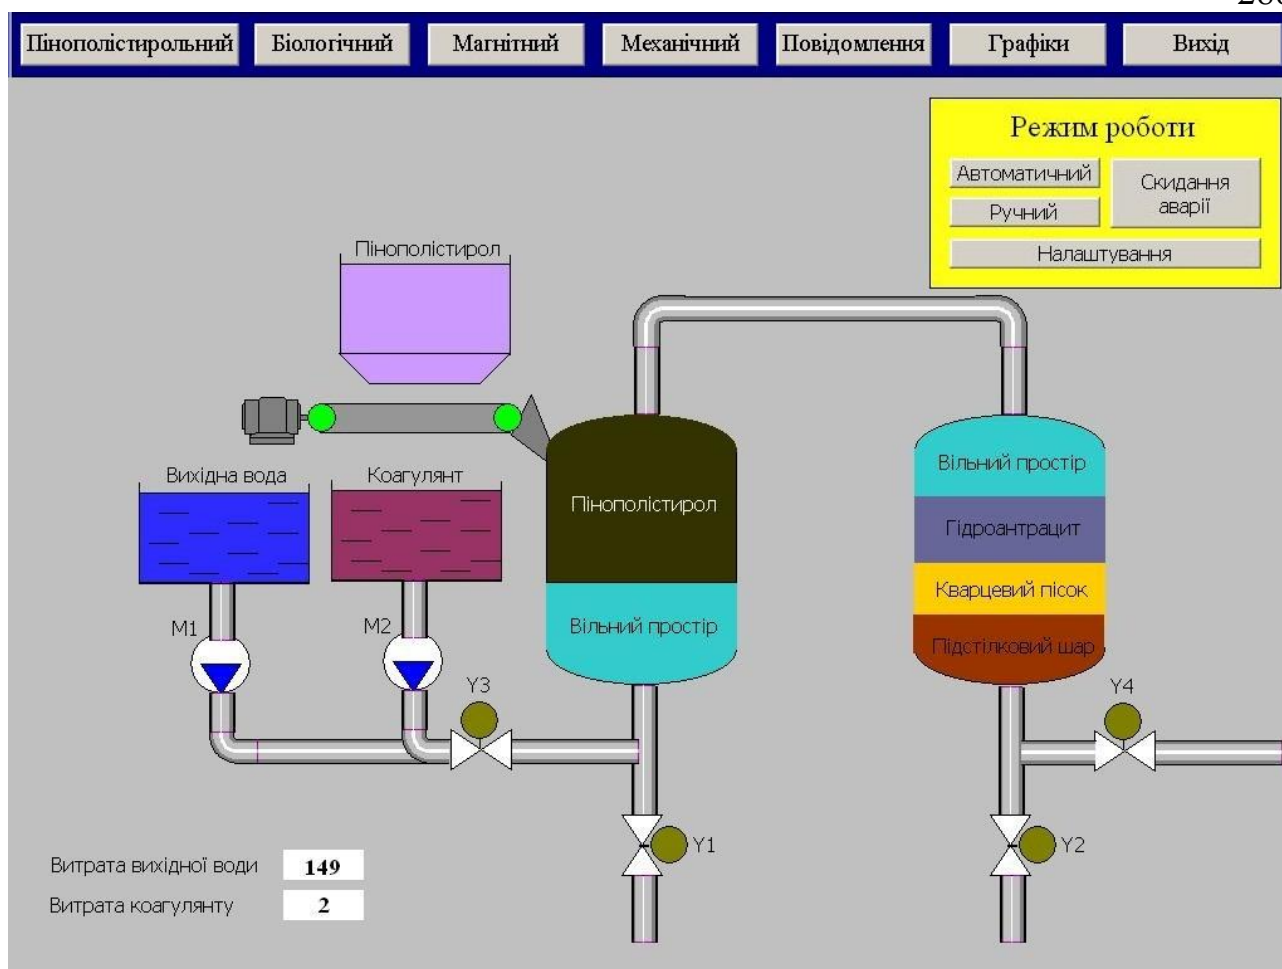 Пінополістирольний
Біологічний
Магнітний
Механічний
Повідомлення
Графіки
Вихід
Режим роботи
Автоматичний
Скидання
аварії
Ручний
Налаштування
Пінополістирол
Вихідна вода
Коагулянт
Пінополістирол
Вільний простір
Вільний простір
Гідроантрацит
Кварцевий пісок
Підстілковий шар
M1
M2
Y3
Y4
Y1
Y2
Витрата вихідної води 149
Витрата коагулянту 2